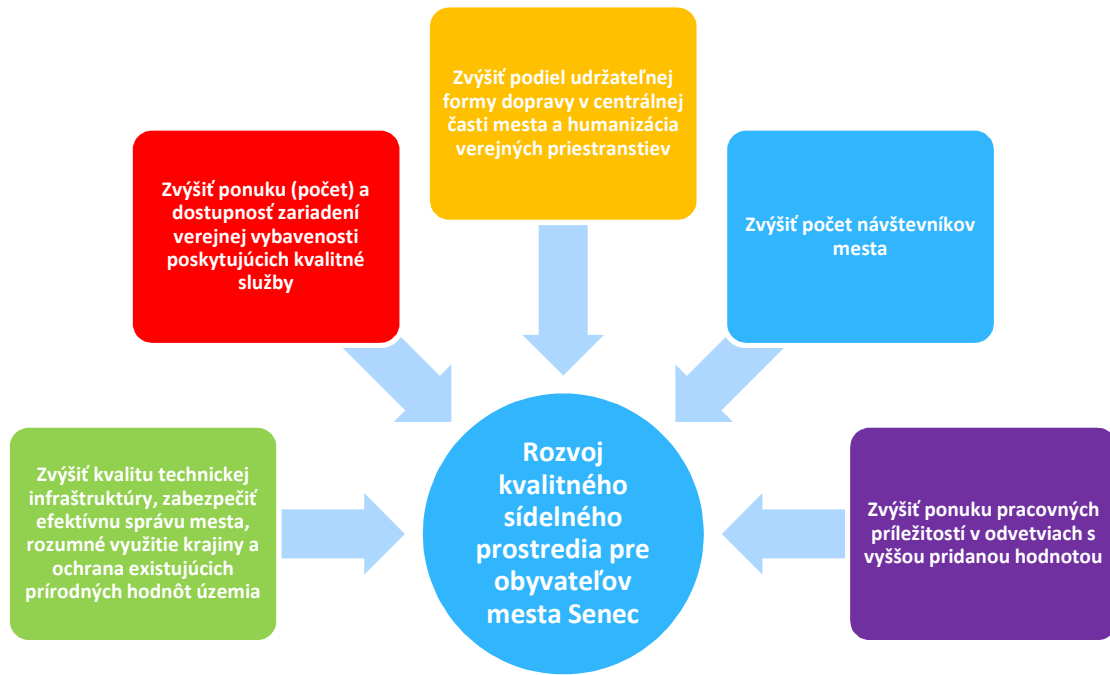 Zvýšiť podiel udržateľnej
formy dopravy v centrálnej
časti mesta a humanizácia
verejných priestranstiev
Zvýšiť ponuku (počet) a
dostupnosť zariadení
verejnej vybavenosti
poskytujúcich kvalitné
služby
Zvýšiť počet návštevníkov
mesta
Zvýšiť kvalitu technickej
infraštruktúry, zabezpečiť
efektívnu správu mesta,
rozumné využitie krajiny a
ochrana existujúcich
prírodných hodnôt územia
Rozvoj
kvalitného
sídelného
prostredia pre
obyvateľov
mesta Senec
Zvýšiť ponuku pracovných
príležitostí v odvetviach s
vyššou pridanou hodnotou